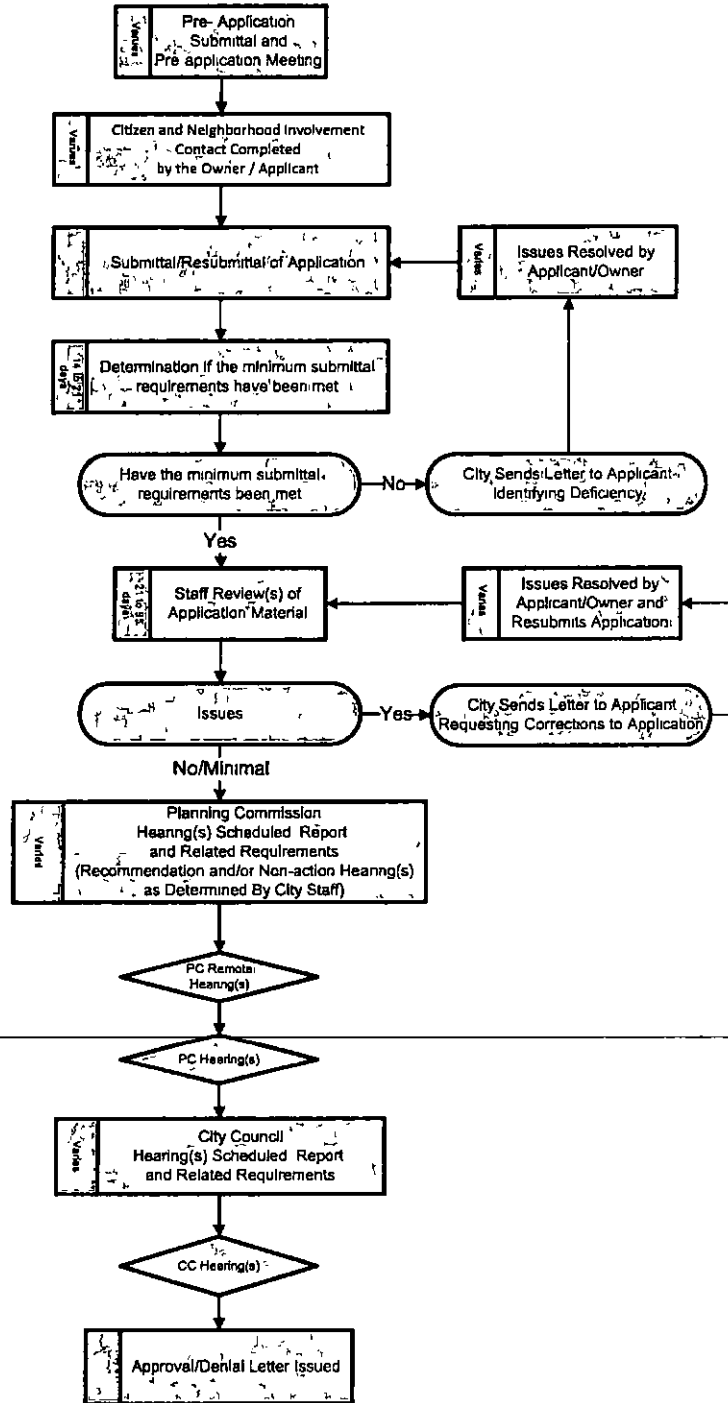 Varies
Pre- Application
Submittal and
Pre application Meeting
Varies
Citizen and Neighborhood Involvement
Contact Completed
by the Owner / Applicant
Submittal/Resubmittal of Application
Varies
Issues Resolved by
Applicant/Owner
days
Determination if the minimum submittal
requirements have been met
Have the minimum submittal
requirements been met
No
City Sends Letter to Applicant
Identifying Deficiency
Yes
21 to 95
days
Staff Review(s) of
Application Material
Varies
Issues Resolved by
Applicant/Owner and
Resubmits Application
Issues
Yes
City Sends Letter to Applicant
Requesting Corrections to Application
No/Minimal
Varies
Planning Commission
Hearing(s) Scheduled Report
and Related Requirements
(Recommendation and/or Non-action Hearing(s)
as Determined By City Staff)
PC Remote
Hearing(s)
PC Hearing(s)
Varies
City Council
Hearing(s) Scheduled Report
and Related Requirements
CC Hearing(s)
Approval/Denial Letter Issued